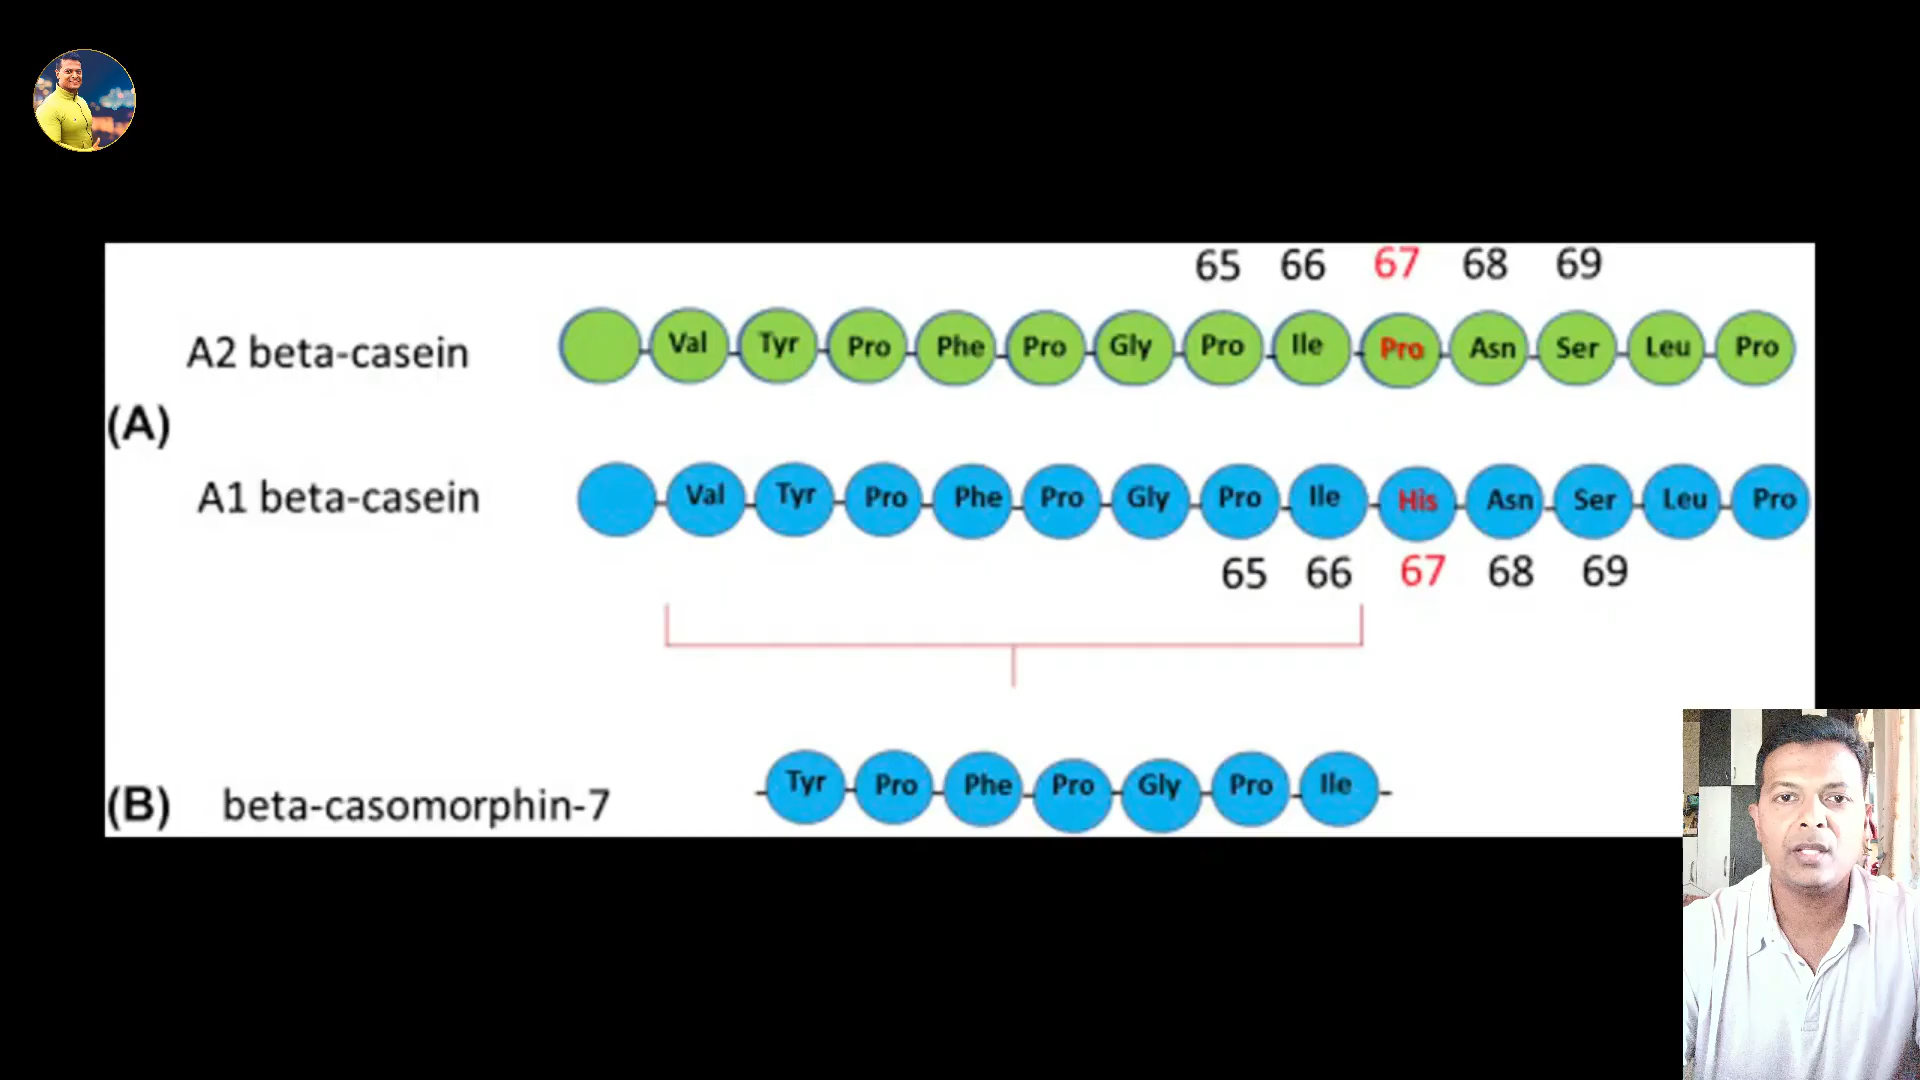 65 66 67 68 69
A2 beta-casein Val Tyr Pro Phe Pro Gly Pro Ile Pro Asn Ser Leu Pro
(A)
A1 beta-casein Val Tyr Pro Phe Pro Gly Pro Ile His Asn Ser Leu Pro
65 66 67 68 69
(B) beta-casomorphin-7 Tyr Pro Phe Pro Gly Pro Ile